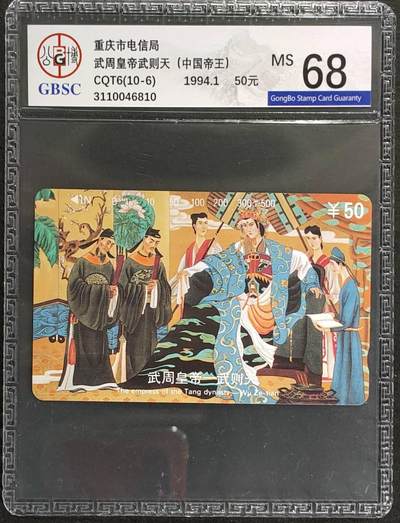 GBSC
重庆市电信局
武周皇帝武则天（中国帝王）
CQT6(10-6) 1994.1 50元
3110046810
MS 68
GongBo Stamp Card Guaranty
IN 10 50 100 200 300 500
¥50
武周皇帝—武则天
The empress of the Tang dynasty — Wu Ze-tian